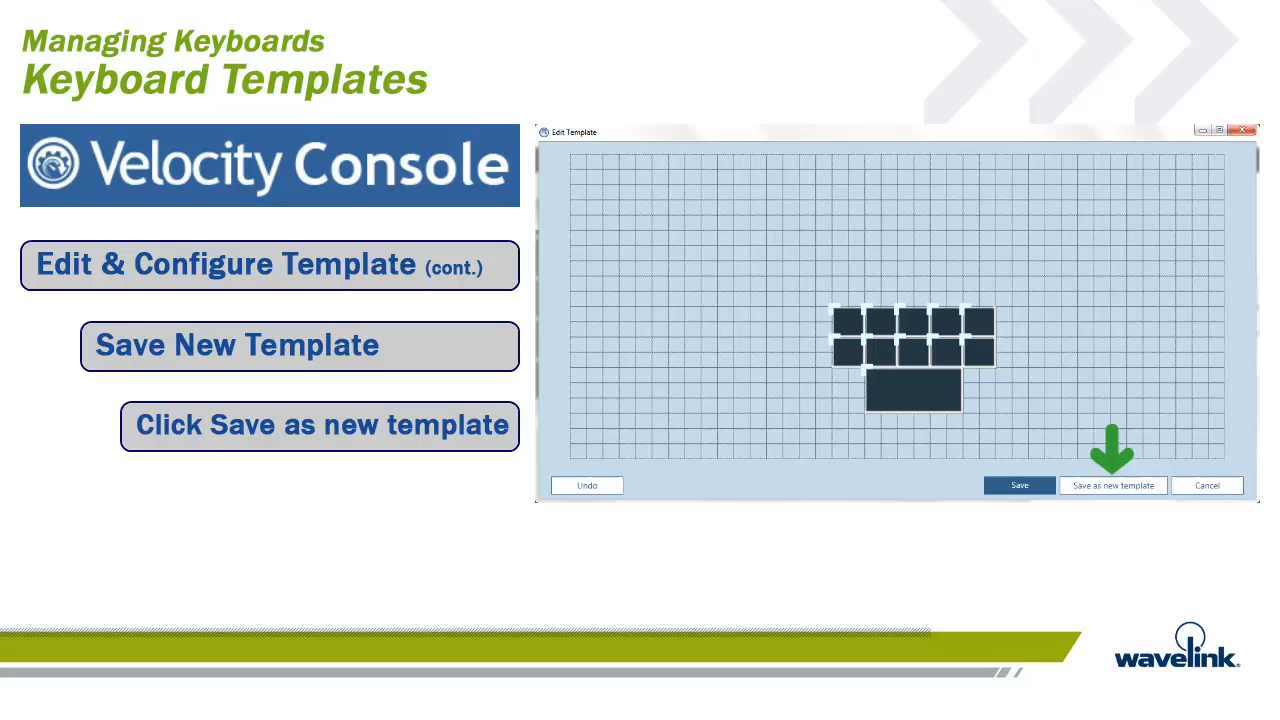 Managing Keyboards
Keyboard Templates
Velocity Console
Edit & Configure Template (cont.)
Save New Template
Click Save as new template
Edit Template
Undo
Save
Save as new template
Cancel
wavelink®